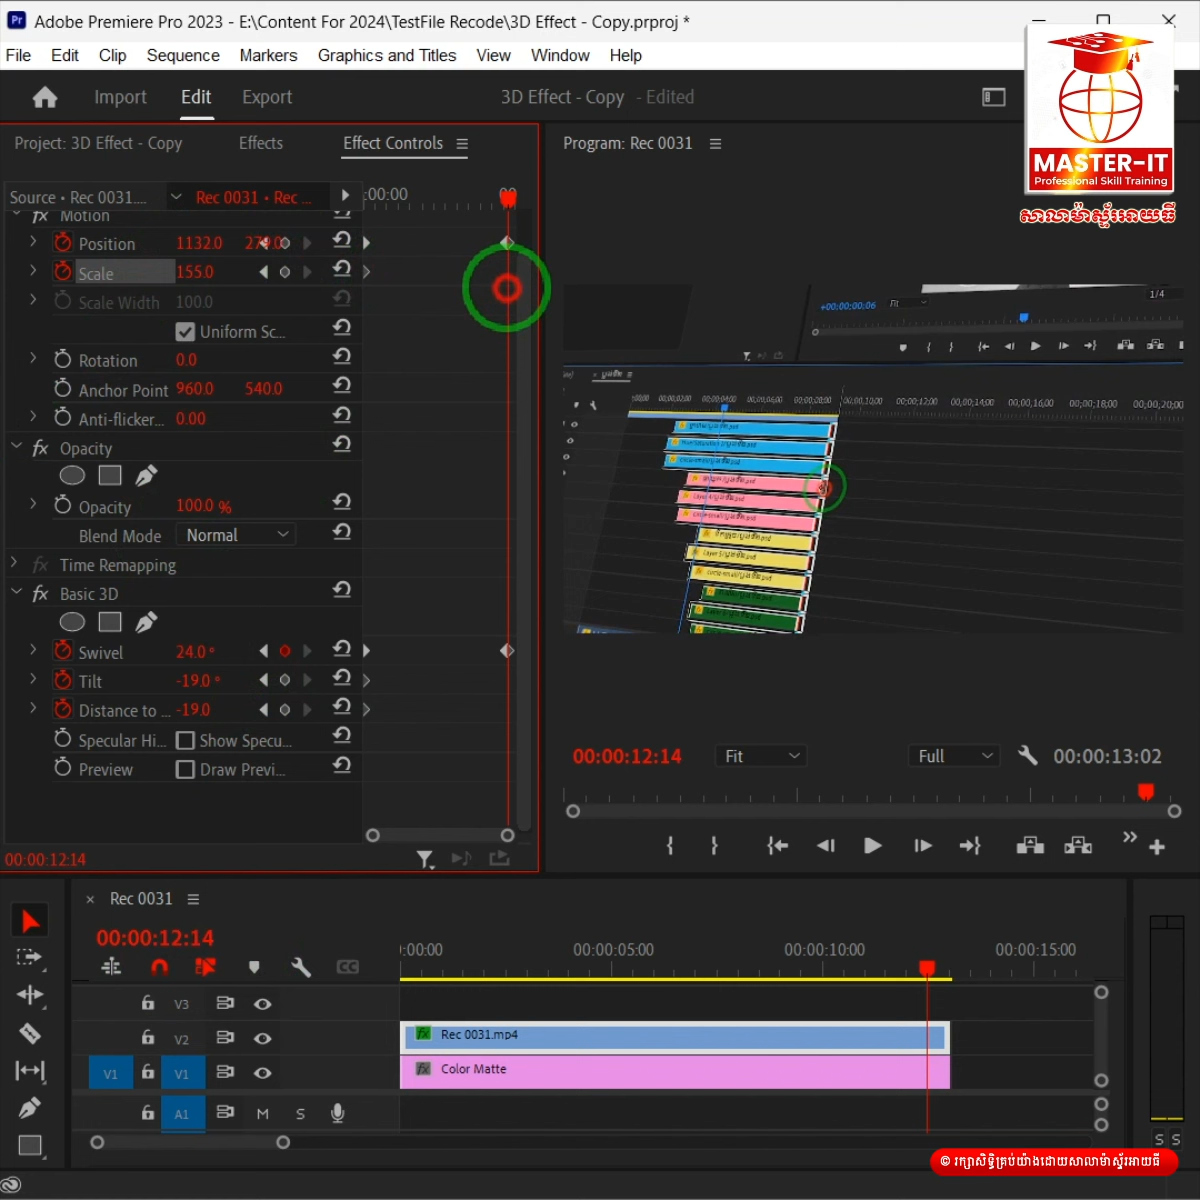 Adobe Premiere Pro 2023 - E:\Content For 2024\TestFile Recode\3D Effect - Copy.prproj *
File Edit Clip Sequence Markers Graphics and Titles View Window Help
Import Edit Export 3D Effect - Copy - Edited
MASTER-IT
Professional Skill Training
សាលាម៉ាស្ទ័រអាយធី
Project: 3D Effect - Copy Effects Effect Controls
Program: Rec 0031
Source • Rec 0031.... Rec 0031 • Rec ... :00:00
fx Motion
Position 1132.0
Scale 155.0
Scale Width 100.0
Uniform Sc...
Rotation 0.0
Anchor Point 960.0 540.0
Anti-flicker... 0.00
fx Opacity
Opacity 100.0 %
Blend Mode Normal
fx Time Remapping
fx Basic 3D
Swivel 24.0 °
Tilt -19.0 °
Distance to ... -19.0
Specular Hi... Show Specu...
Preview Draw Previ...
00:00:12:14
+00:00:00:06 Fit 1/4
00:00:12:14 Fit Full 00:00:13:02
× Rec 0031
00:00:12:14
:00:00 00:00:05:00 00:00:10:00 00:00:15:00
CC
V3
V2 fx Rec 0031.mp4
V1 V1 fx Color Matte
A1 M S
S S
© រក្សាសិទ្ធិគ្រប់យ៉ាងដោយសាលាម៉ាស្ទ័រអាយធី